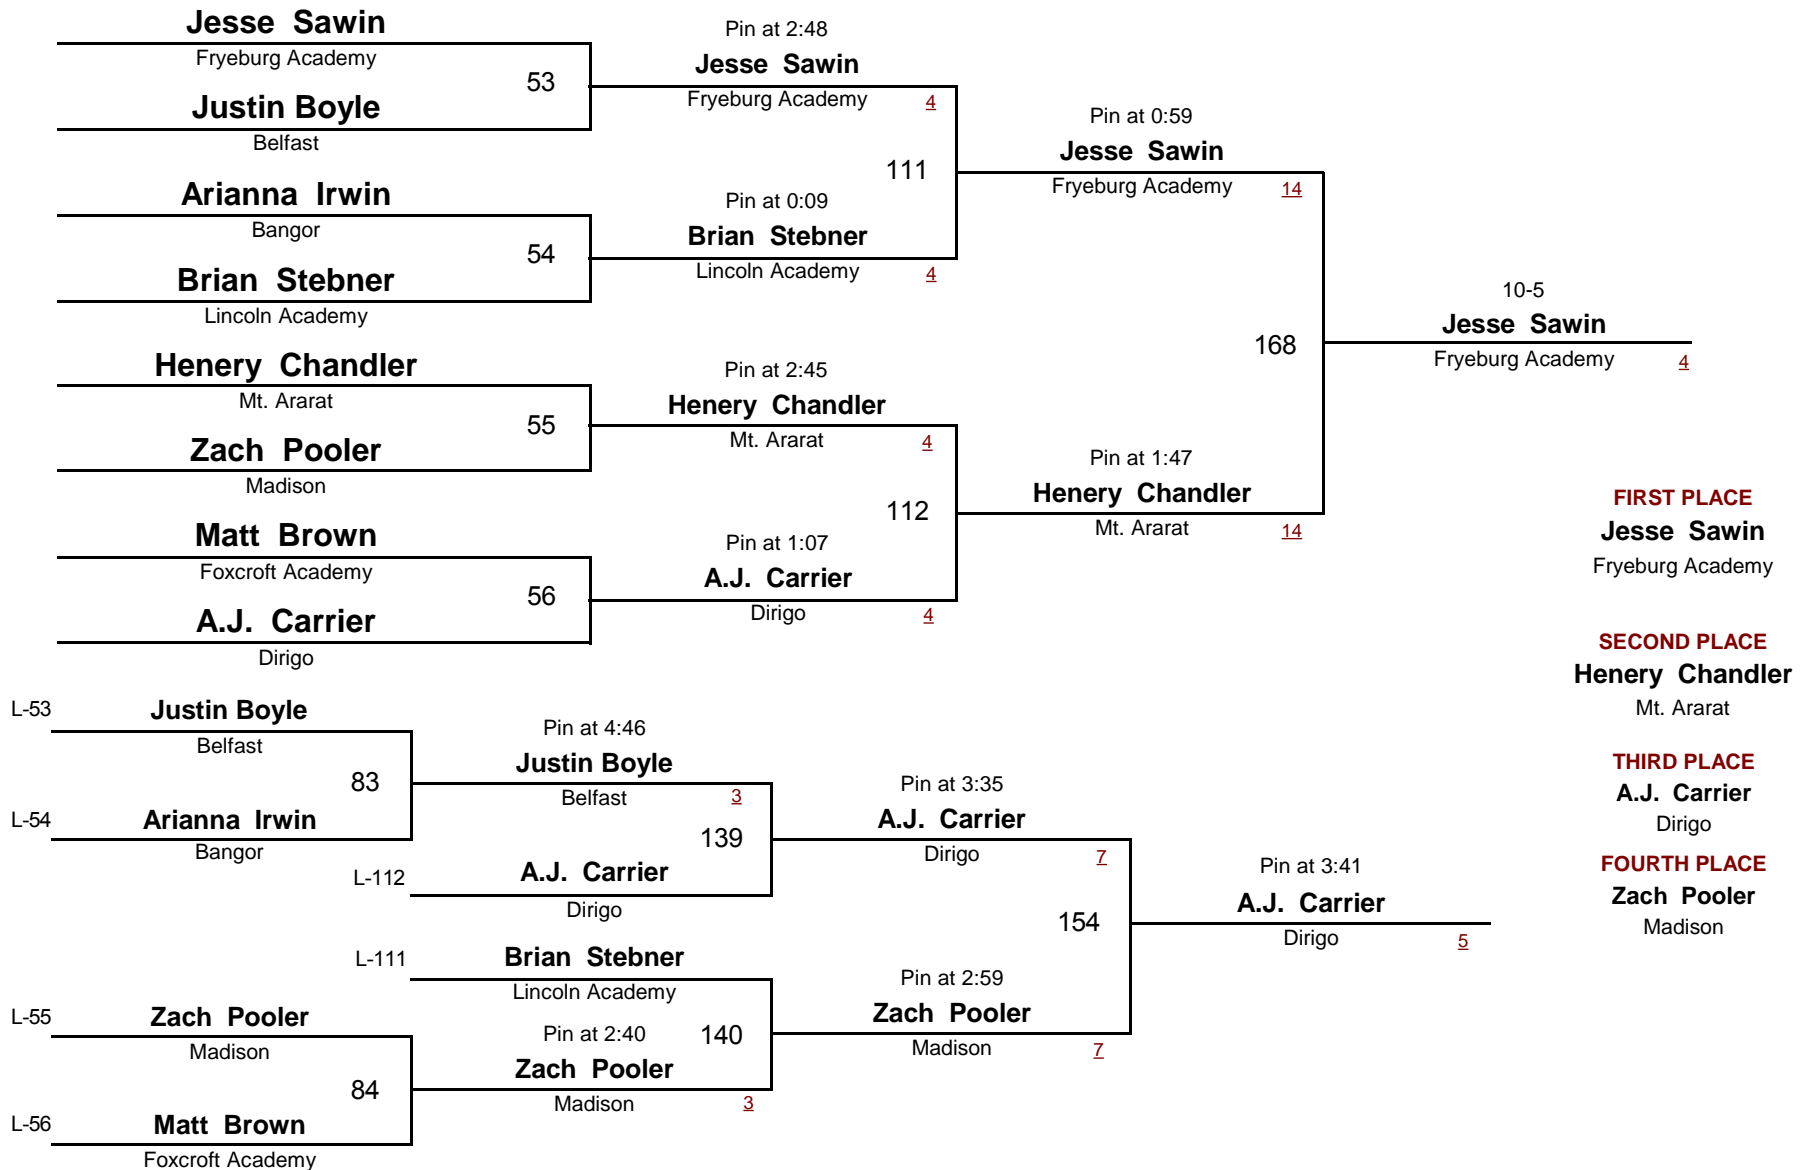 Jesse Sawin
Fryeburg Academy
53
Justin Boyle
Belfast
Arianna Irwin
Bangor
54
Brian Stebner
Lincoln Academy
Henery Chandler
Mt. Ararat
55
Zach Pooler
Madison
Matt Brown
Foxcroft Academy
56
A.J. Carrier
Dirigo
Pin at 2:48
Jesse Sawin
Fryeburg Academy 4
111
Pin at 0:09
Brian Stebner
Lincoln Academy 4
Pin at 2:45
Henery Chandler
Mt. Ararat 4
112
Pin at 1:07
A.J. Carrier
Dirigo 4
Pin at 0:59
Jesse Sawin
Fryeburg Academy 14
168
Pin at 1:47
Henery Chandler
Mt. Ararat 14
10-5
Jesse Sawin
Fryeburg Academy 4
FIRST PLACE
Jesse Sawin
Fryeburg Academy
SECOND PLACE
Henery Chandler
Mt. Ararat
THIRD PLACE
A.J. Carrier
Dirigo
FOURTH PLACE
Zach Pooler
Madison
L-53 Justin Boyle
Belfast
83
L-54 Arianna Irwin
Bangor
L-55 Zach Pooler
Madison
84
L-56 Matt Brown
Foxcroft Academy
Pin at 4:46
Justin Boyle
Belfast 3
139
L-112 A.J. Carrier
Dirigo
L-111 Brian Stebner
Lincoln Academy
Pin at 2:40 140
Zach Pooler
Madison 3
Pin at 3:35
A.J. Carrier
Dirigo 7
154
Pin at 2:59
Zach Pooler
Madison 7
Pin at 3:41
A.J. Carrier
Dirigo 5